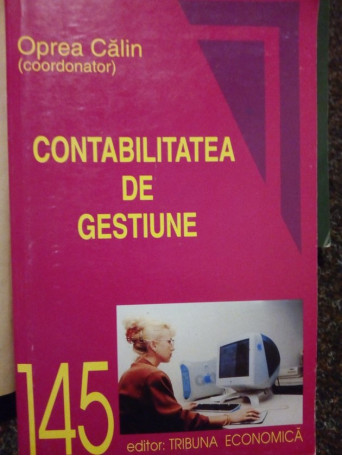 Oprea Călin
(coordonator)
CONTABILITATEA
DE
GESTIUNE
145
editor: TRIBUNA ECONOMICĂ